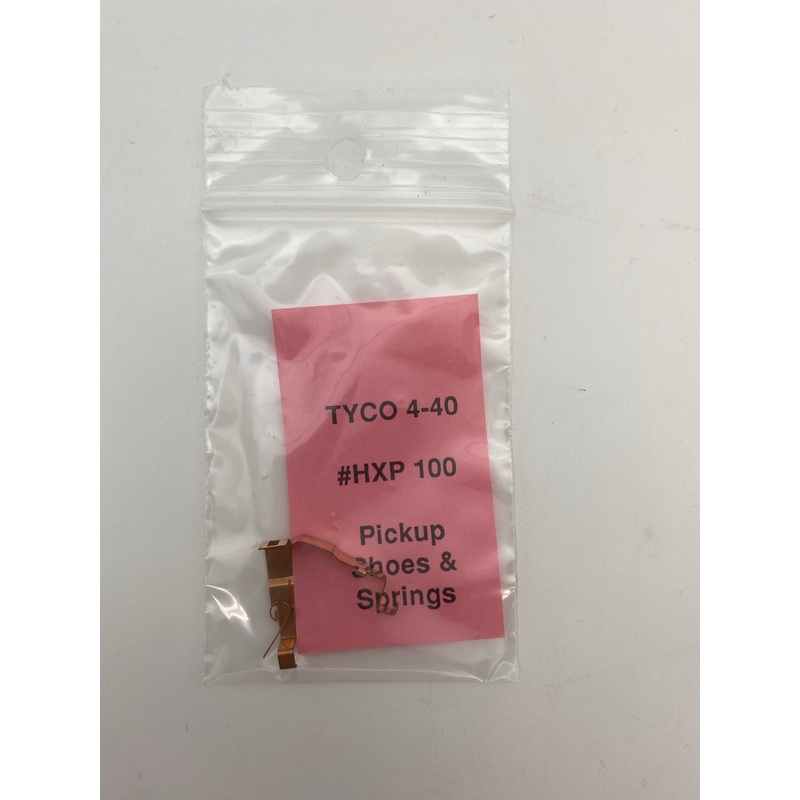 TYCO 4-40
#HXP 100
Pickup
Shoes &
Springs